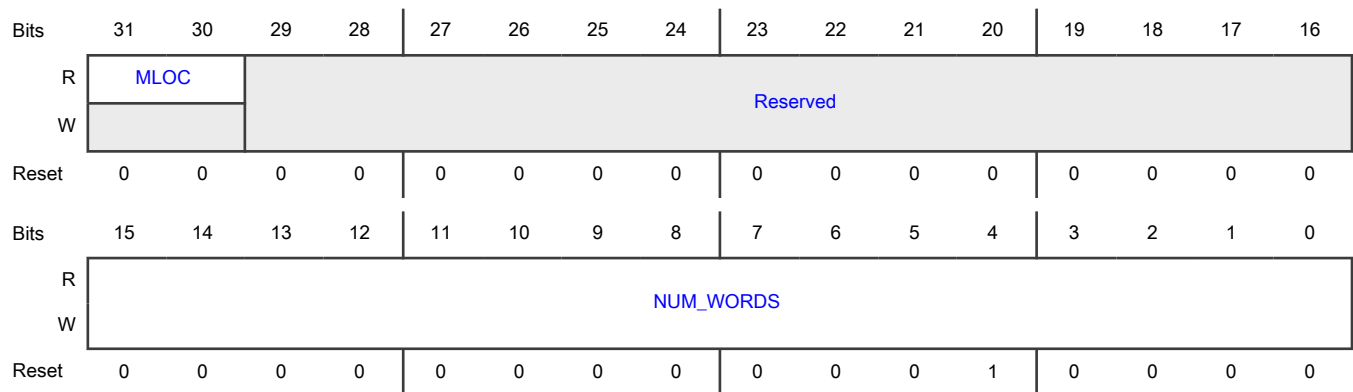 Bits 31 30 29 28 27 26 25 24 23 22 21 20 19 18 17 16
R MLOC
Reserved
W
Reset 0 0 0 0 0 0 0 0 0 0 0 0 0 0 0 0
Bits 15 14 13 12 11 10 9 8 7 6 5 4 3 2 1 0
R
NUM_WORDS
W
Reset 0 0 0 0 0 0 0 0 0 0 0 1 0 0 0 0